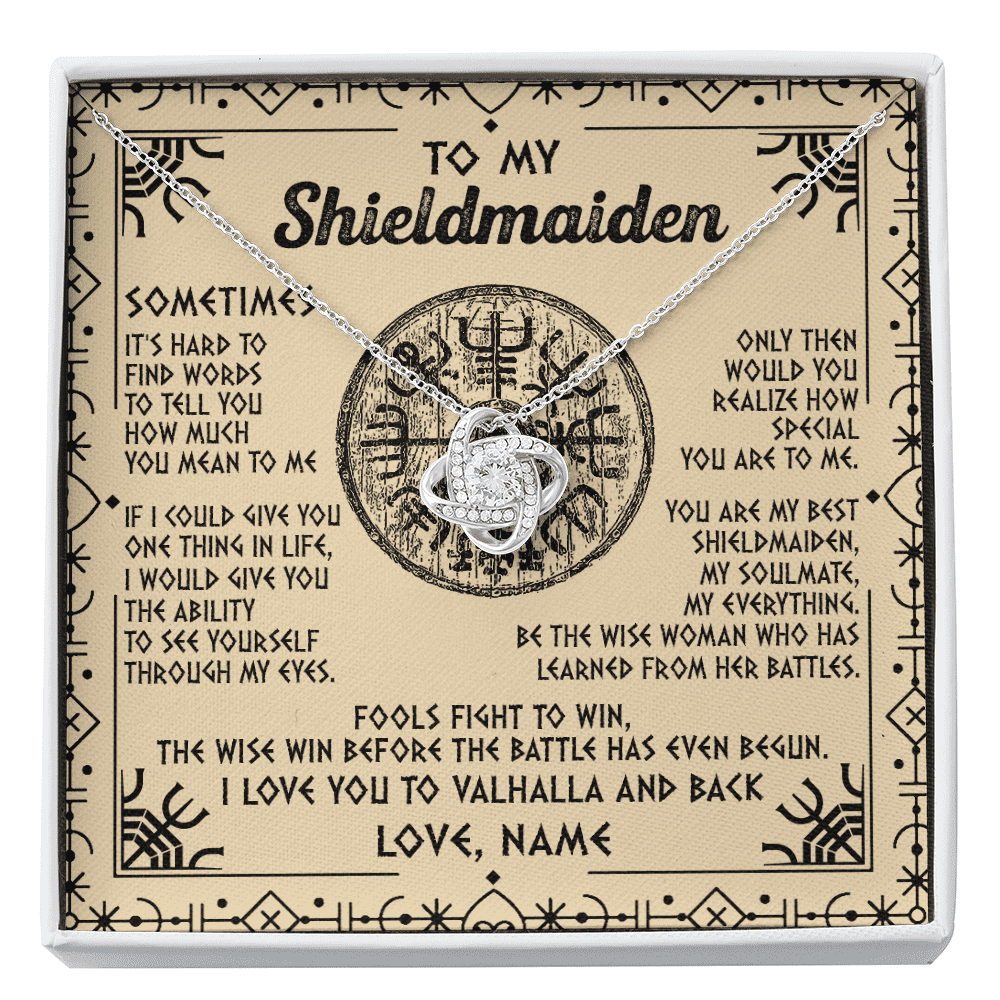 TO MY
Shieldmaiden
SOMETIMES
IT'S HARD TO
FIND WORDS
TO TELL YOU
HOW MUCH
YOU MEAN TO ME
IF I COULD GIVE YOU
ONE THING IN LIFE,
I WOULD GIVE YOU
THE ABILITY
TO SEE YOURSELF
THROUGH MY EYES.
ONLY THEN
WOULD YOU
REALIZE HOW
SPECIAL
YOU ARE TO ME.
YOU ARE MY BEST
SHIELDMAIDEN,
MY SOULMATE,
MY EVERYTHING.
BE THE WISE WOMAN WHO HAS
LEARNED FROM HER BATTLES.
FOOLS FIGHT TO WIN,
THE WISE WIN BEFORE THE BATTLE HAS EVEN BEGUN.
I LOVE YOU TO VALHALLA AND BACK
LOVE, NAME